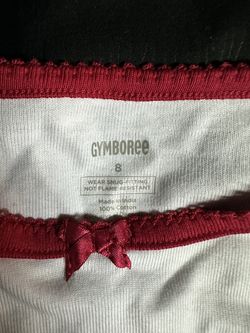 GYMBOREE
8
WEAR SNUG-FITTING
NOT FLAME RESISTANT
Made in India
100% Cotton